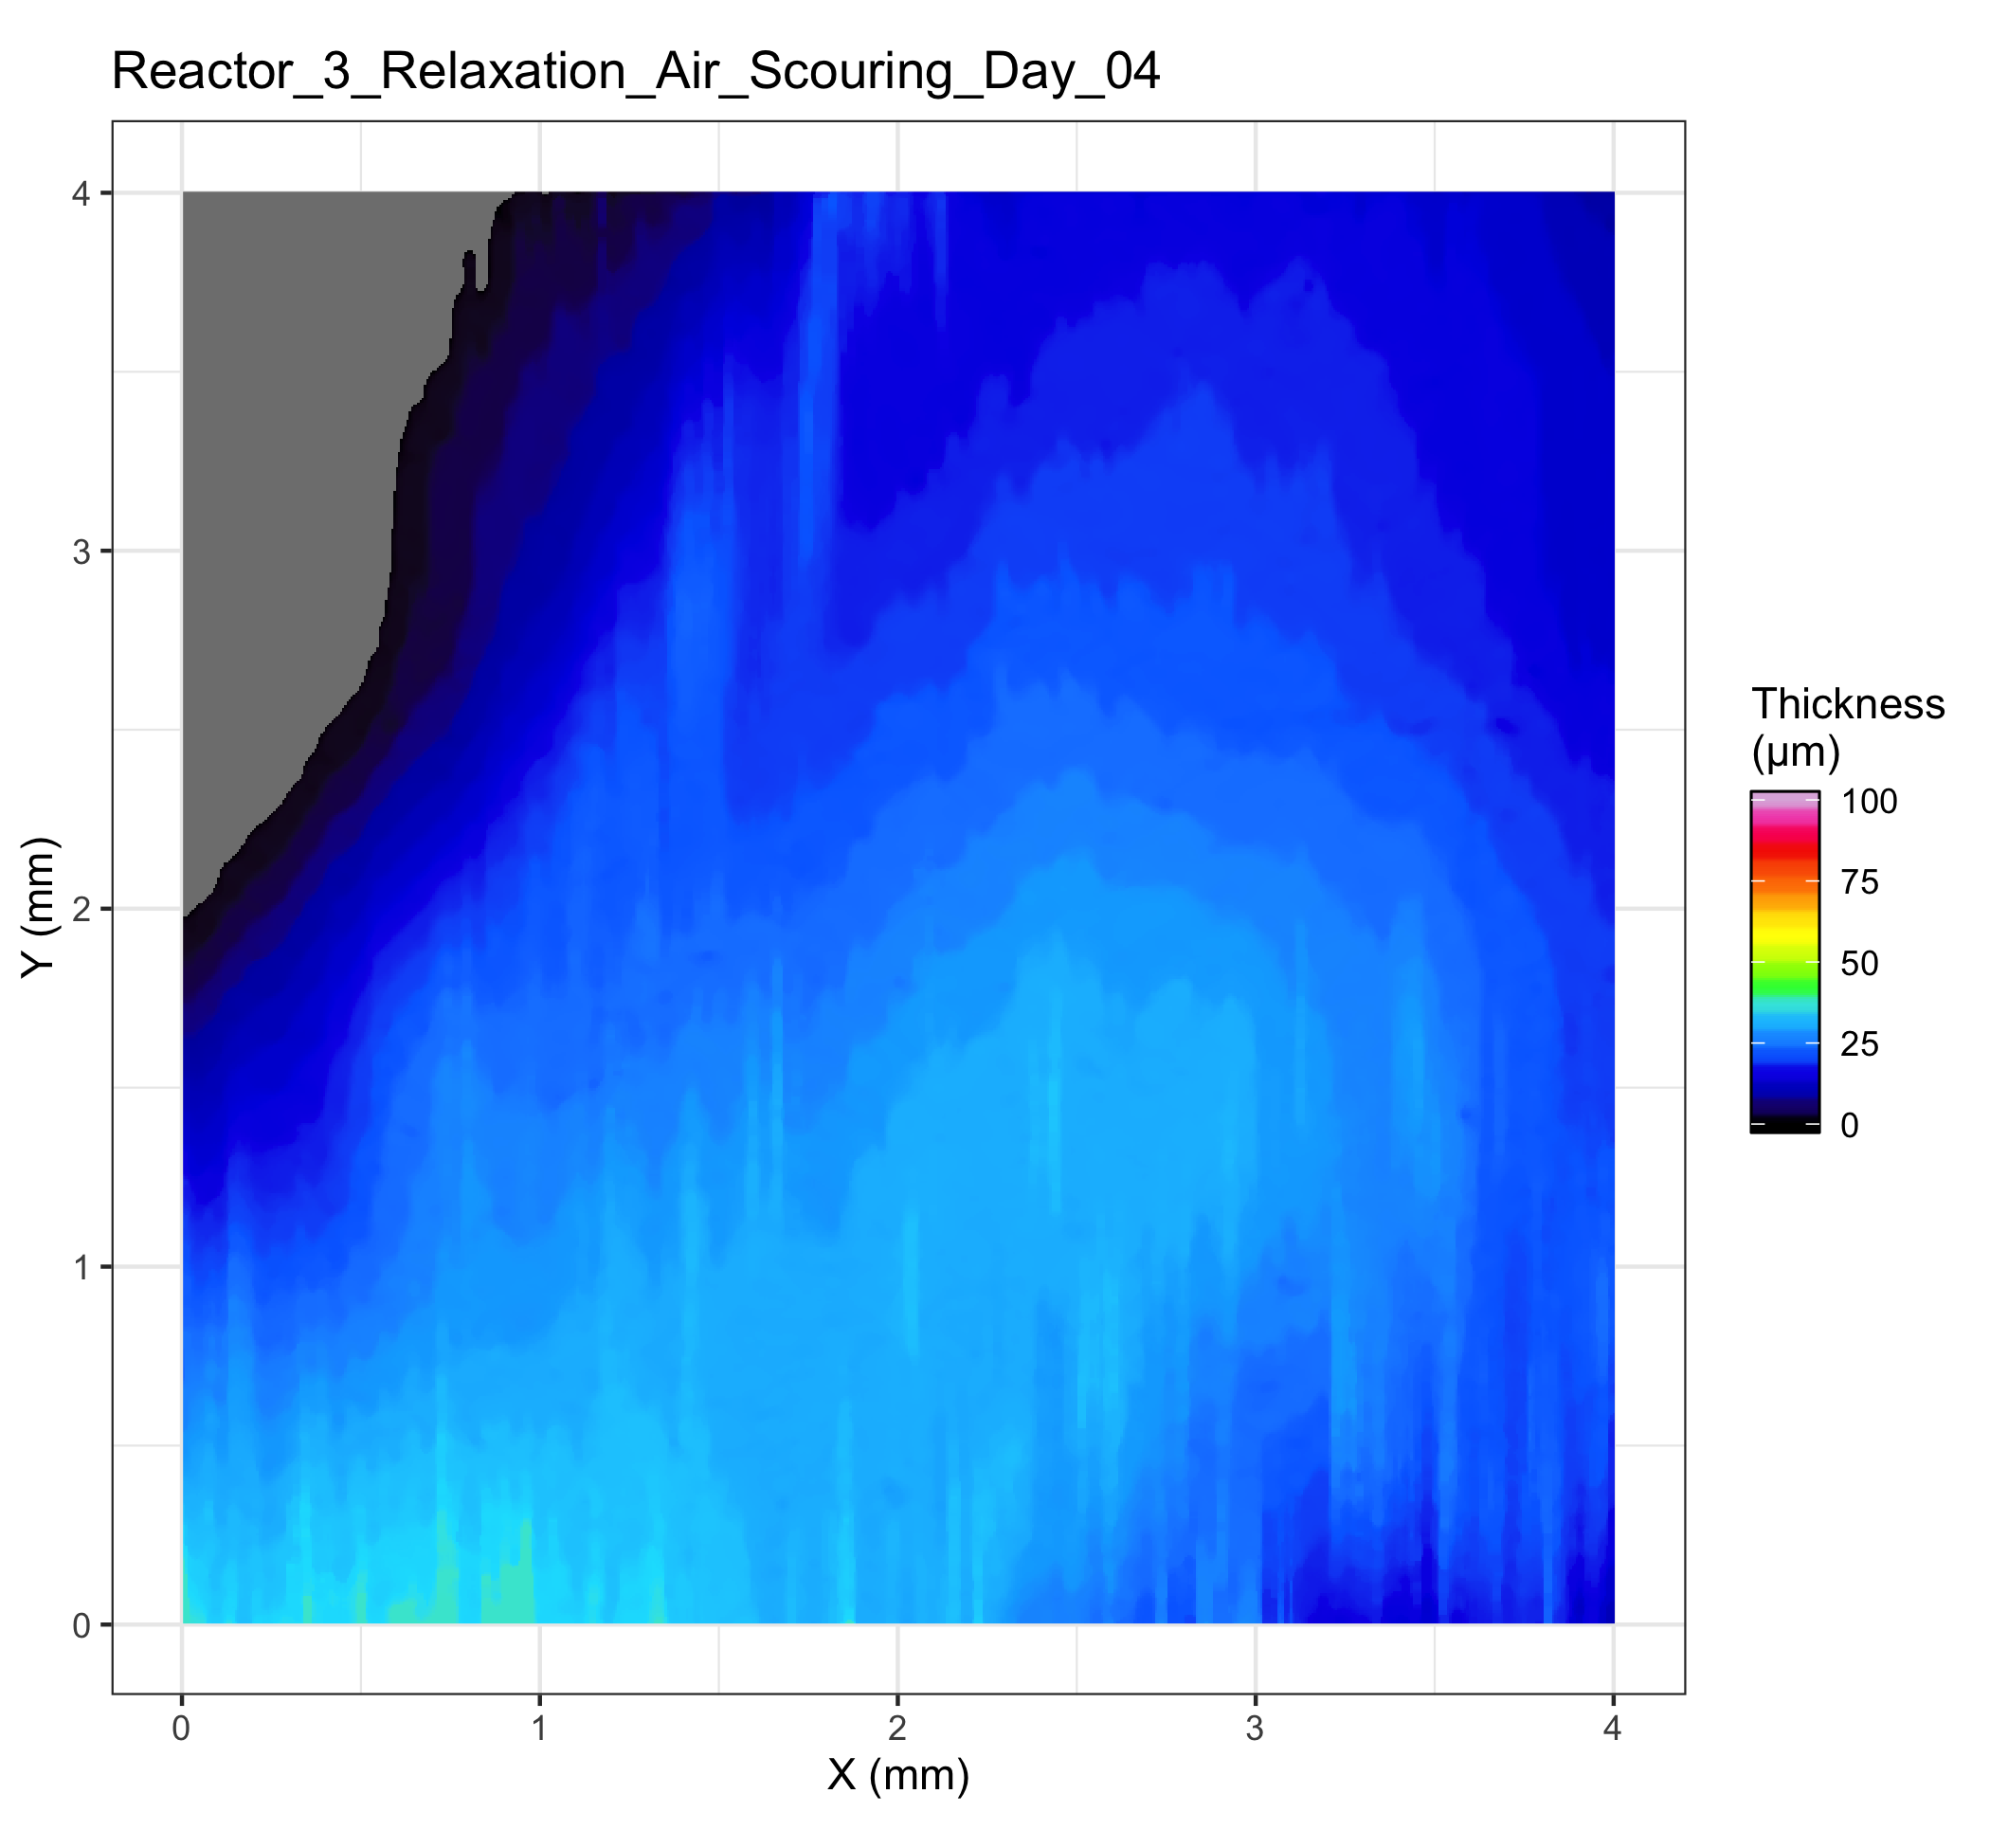 Reactor_3_Relaxation_Air_Scouring_Day_04
4
3
2
1
0
Y (mm)
0 1 2 3 4
X (mm)
Thickness
(μm)
100
75
50
25
0